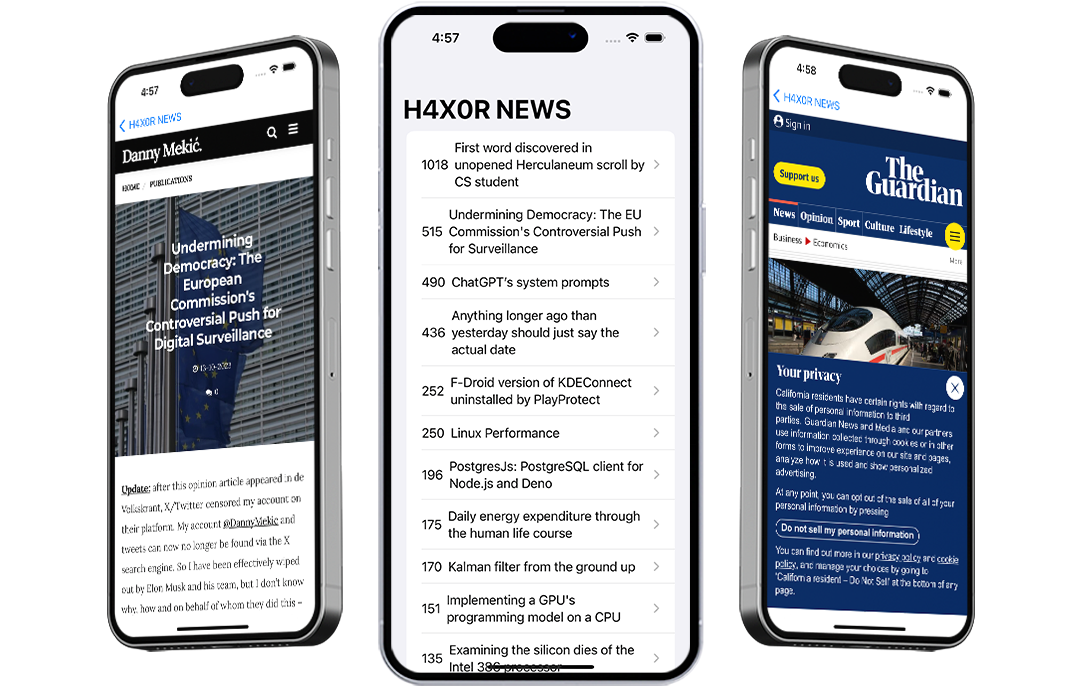 4:57
H4X0R NEWS
Danny Mekić.
HOME / PUBLICATIONS
Undermining
Democracy: The
European
Commission's
Controversial Push for
Digital Surveillance
13-10-2023
0
Update: after this opinion article appeared in de
Volkskrant, X/Twitter censored my account on
their platform. My account @DannyMekic and
tweets can now no longer be found via the X
search engine. So I have been effectively wiped
out by Elon Musk and his team, but I don't know
why, how and on behalf of whom they did this –
4:57
H4X0R NEWS
1018 First word discovered in
unopened Herculaneum scroll by
CS student
515 Undermining Democracy: The EU
Commission's Controversial Push
for Surveillance
490 ChatGPT's system prompts
436 Anything longer ago than
yesterday should just say the
actual date
252 F-Droid version of KDEConnect
uninstalled by PlayProtect
250 Linux Performance
196 PostgresJs: PostgreSQL client for
Node.js and Deno
175 Daily energy expenditure through
the human life course
170 Kalman filter from the ground up
151 Implementing a GPU's
programming model on a CPU
135 Examining the silicon dies of the
Intel 386 processor
4:58
H4X0R NEWS
Sign in
Support us
The
Guardian
News Opinion Sport Culture Lifestyle
Business Economics
More
Your privacy
California residents have certain rights with regard to
the sale of personal information to third
parties. Guardian News and Media and our partners
use information collected through cookies or in other
forms to improve experience on our site and pages,
analyze how it is used and show personalized
advertising.
At any point, you can opt out of the sale of all of your
personal information by pressing
Do not sell my personal information
You can find out more in our privacy policy and cookie
policy, and manage your choices by going to
'California resident – Do Not Sell' at the bottom of any
page.